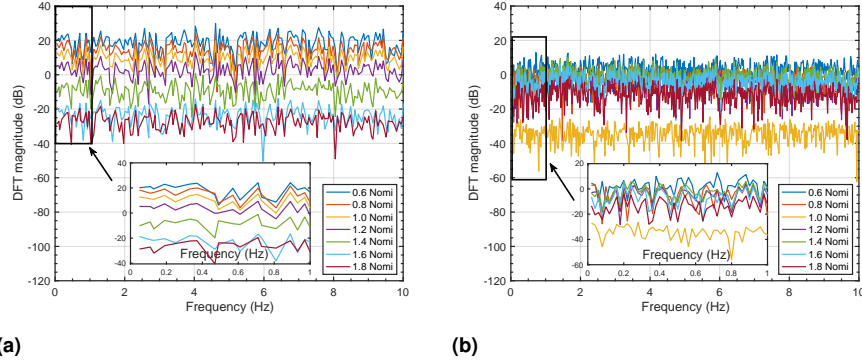 40
20
0
-20
-40
-60
-80
-100
-120
DFT magnitude (dB)
0 2 4 6 8 10
Frequency (Hz)
40
20
0
-20
-40
0 0.2 0.4 0.6 0.8 1
Frequency (Hz)
0.6 Nomi
0.8 Nomi
1.0 Nomi
1.2 Nomi
1.4 Nomi
1.6 Nomi
1.8 Nomi
(a)
40
20
0
-20
-40
-60
-80
-100
-120
DFT magnitude (dB)
0 2 4 6 8 10
Frequency (Hz)
20
0
-20
-40
-60
0 0.2 0.4 0.6 0.8 1
Frequency (Hz)
0.6 Nomi
0.8 Nomi
1.0 Nomi
1.2 Nomi
1.4 Nomi
1.6 Nomi
1.8 Nomi
(b)